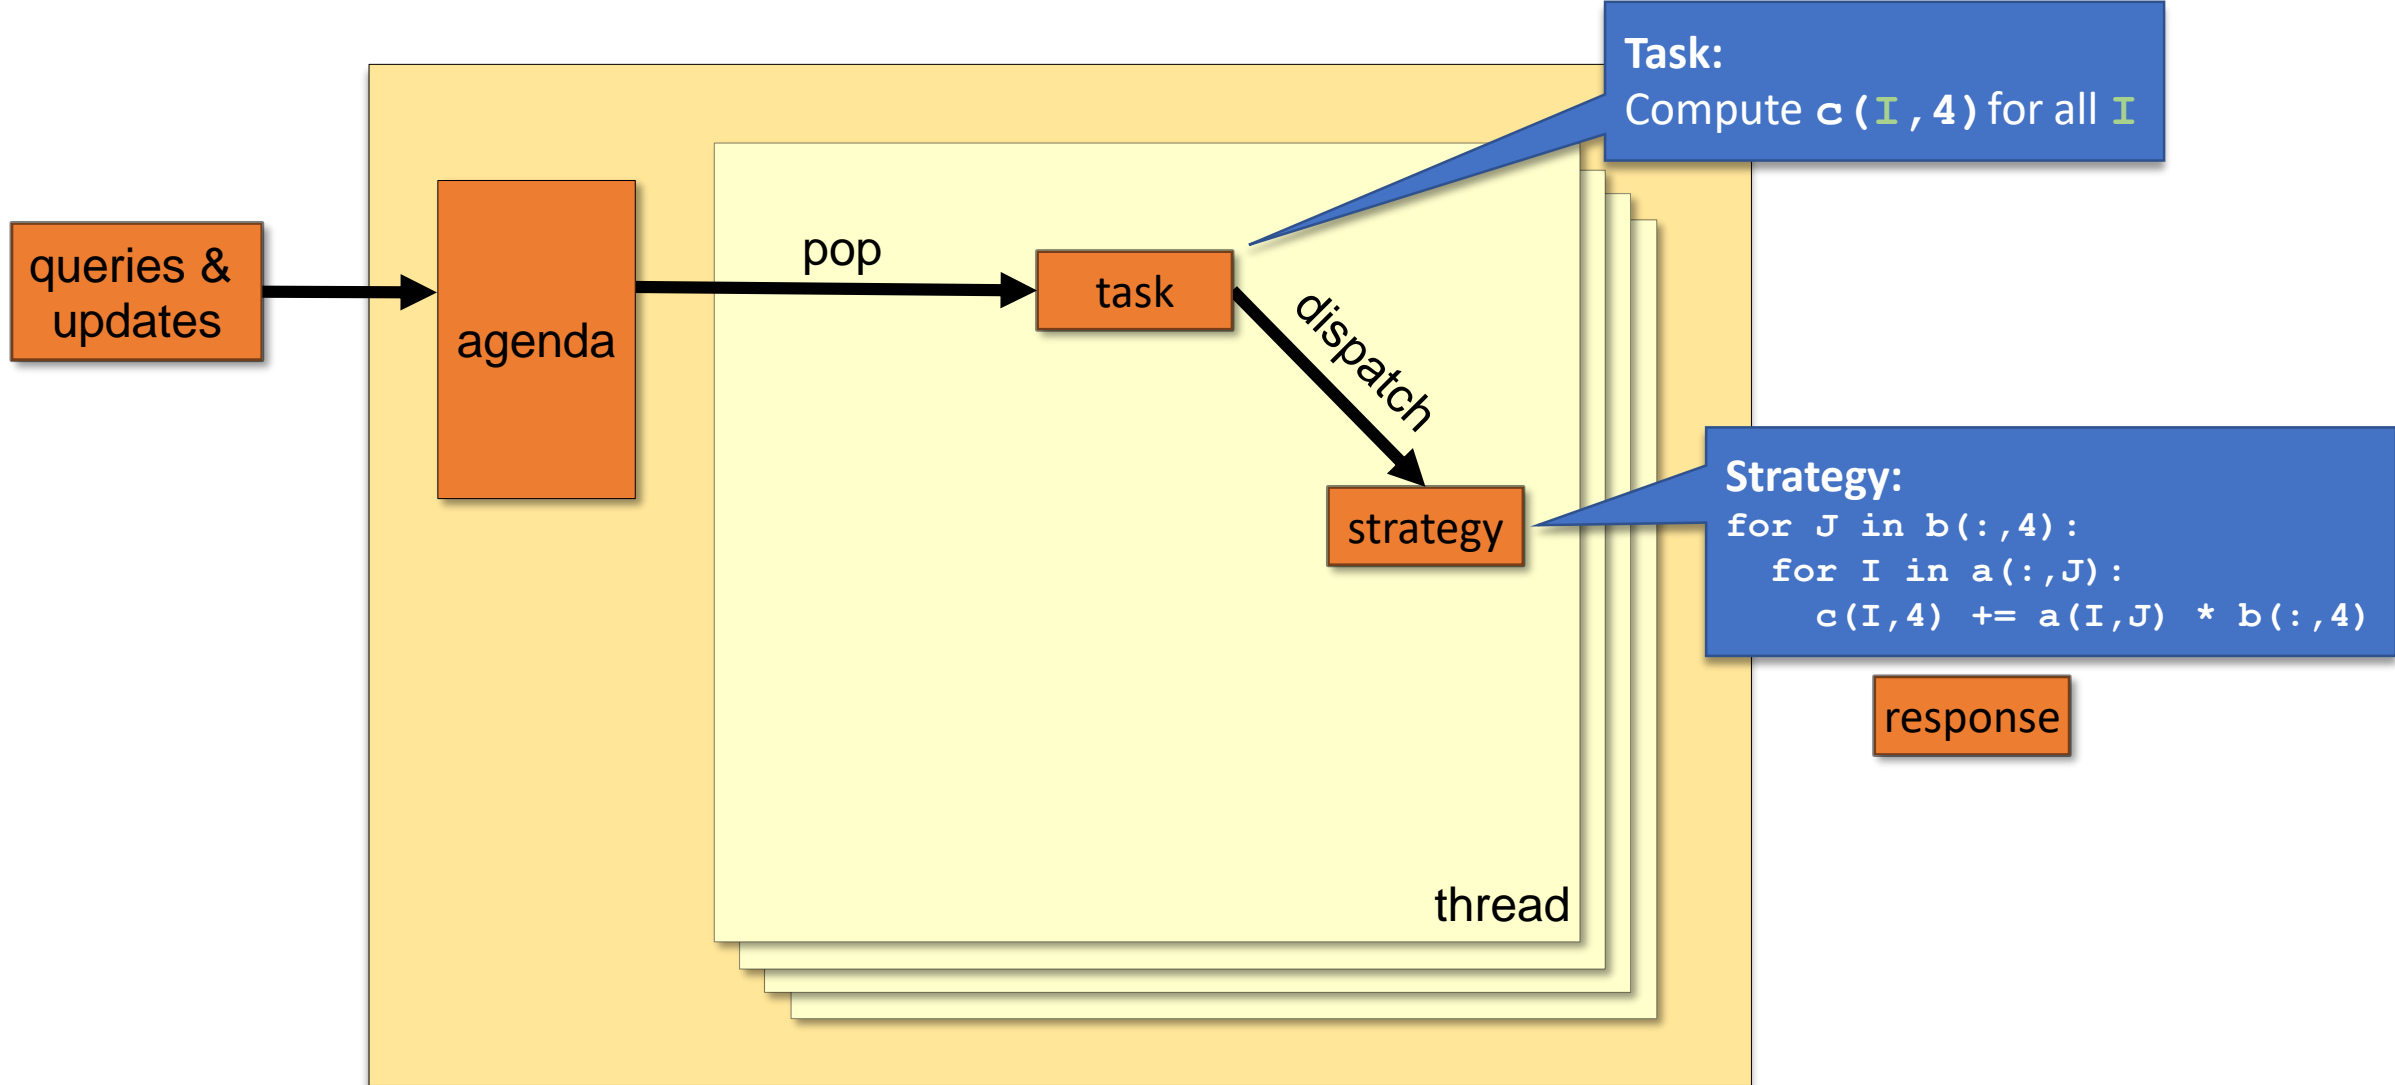 Task:
Compute c(I,4) for all I
queries &
updates
agenda
pop
task
dispatch
strategy
Strategy:
for J in b(:,4):
  for I in a(:,J):
    c(I,4) += a(I,J) * b(:,4)
response
thread